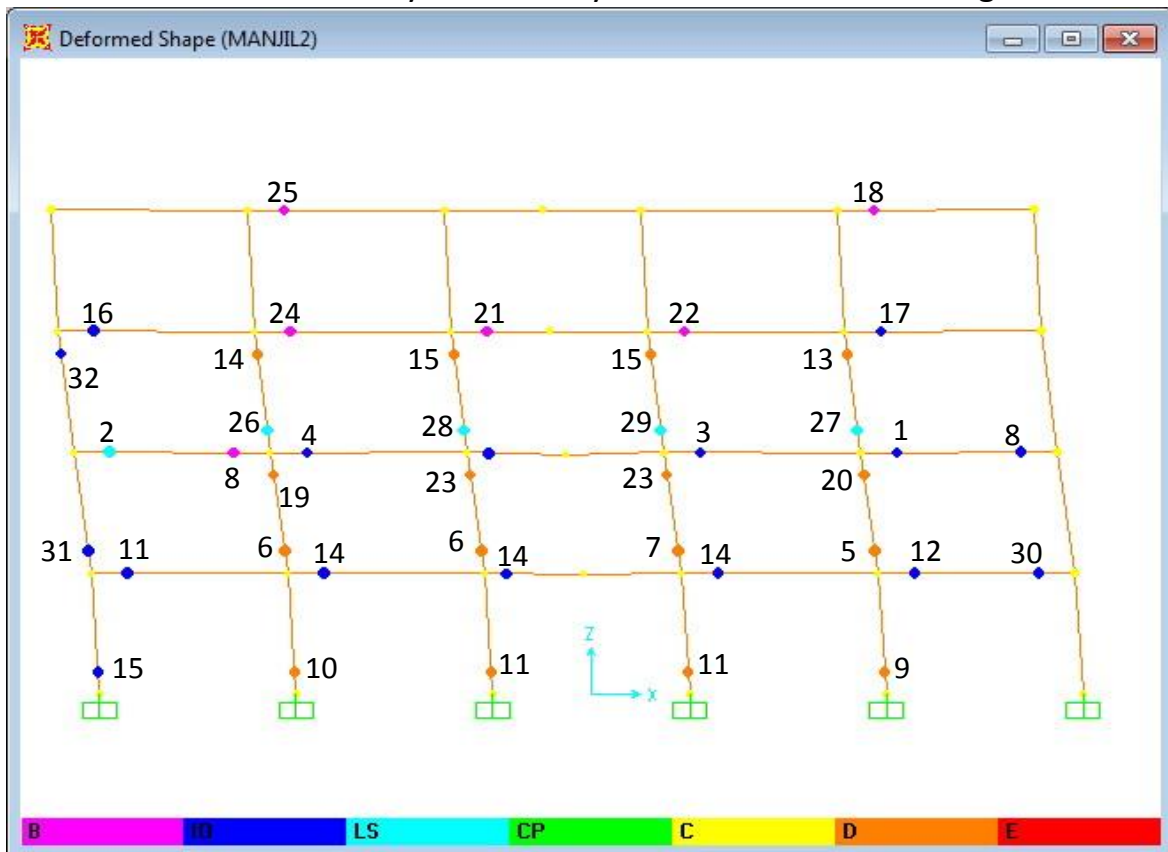 Deformed Shape (MANJIL2)
25 18
16 24 21 22 17
32 14 15 15 13
2 26 4 28 29 3 27 1 8
8 19 23 23 20
31 11 6 14 6 14 7 14 5 12 30
Z
X
15 10 11 11 9
B IO LS CP C D E